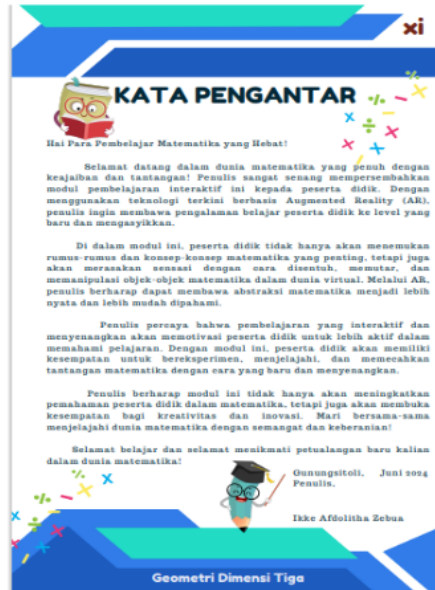 xi
KATA PENGANTAR
Hai Para Pembelajar Matematika yang Hebat!
Selamat datang dalam dunia matematika yang penuh dengan
keajaiban dan tantangan! Penulis sangat senang mempersembahkan
modul pembelajaran interaktif ini kepada peserta didik. Dengan
menggunakan teknologi terkini berbasis Augmented Reality (AR),
penulis ingin membawa pengalaman belajar peserta didik ke level yang
baru dan mengasyikkan.
Di dalam modul ini, peserta didik tidak hanya akan menemukan
rumus-rumus dan konsep-konsep matematika yang penting, tetapi juga
akan merasakan sensasi dengan cara disentuh, memutar, dan
memanipulasi objek-objek matematika dalam dunia virtual. Melalui AR,
penulis berharap dapat membawa abstraksi matematika menjadi lebih
nyata dan lebih mudah dipahami.
Penulis percaya bahwa pembelajaran yang interaktif dan
menyenangkan akan memotivasi peserta didik untuk lebih aktif dalam
memahami pelajaran. Dengan modul ini, peserta didik akan memiliki
kesempatan untuk bereksperimen, menjelajahi, dan memecahkan
tantangan matematika dengan cara yang baru dan menyenangkan.
Penulis berharap modul ini tidak hanya akan meningkatkan
pemahaman peserta didik dalam matematika, tetapi juga akan membuka
kesempatan bagi kreativitas dan inovasi. Mari bersama-sama
menjelajahi dunia matematika dengan semangat dan keberanian!
Selamat belajar dan selamat menikmati petualangan baru kalian
dalam dunia matematika!
Gunungsitoli, Juni 2024
Penulis,
Ikke Afdolitha Zebua
Geometri Dimensi Tiga